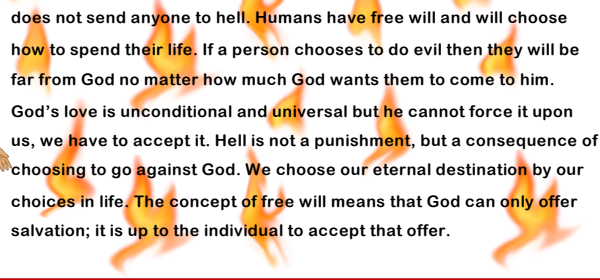 does not send anyone to hell. Humans have free will and will choose
how to spend their life. If a person chooses to do evil then they will be
far from God no matter how much God wants them to come to him.
God’s love is unconditional and universal but he cannot force it upon
us, we have to accept it. Hell is not a punishment, but a consequence of
choosing to go against God. We choose our eternal destination by our
choices in life. The concept of free will means that God can only offer
salvation; it is up to the individual to accept that offer.